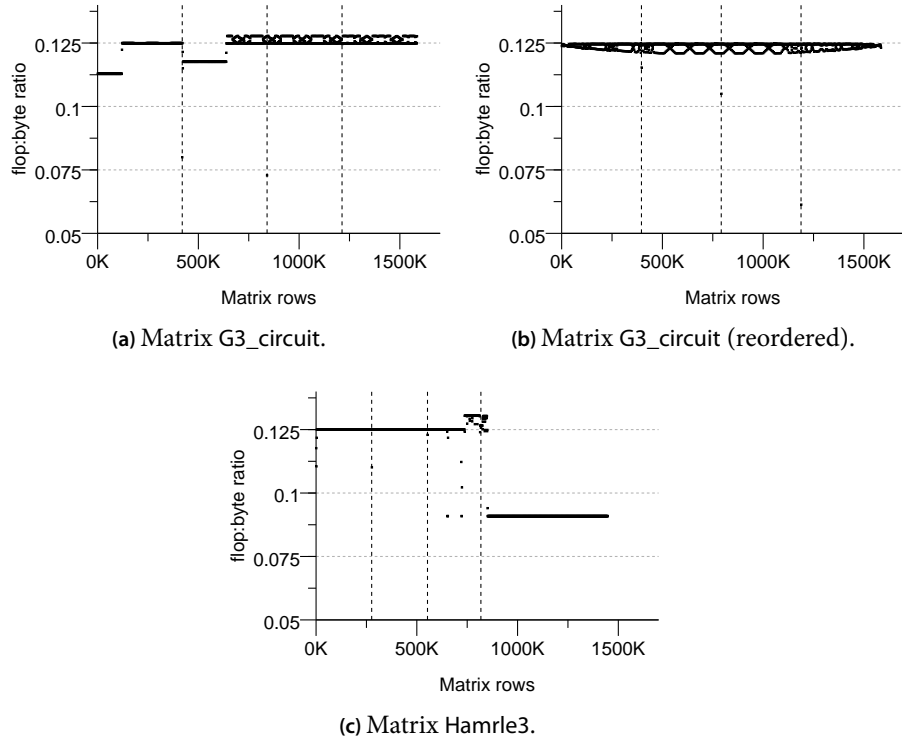 flop:byte ratio
0.125
0.1
0.075
0.05
0K
500K
1000K
1500K
Matrix rows
(a) Matrix G3_circuit.
flop:byte ratio
0.125
0.1
0.075
0.05
0K
500K
1000K
1500K
Matrix rows
(b) Matrix G3_circuit (reordered).
flop:byte ratio
0.125
0.1
0.075
0.05
0K
500K
1000K
1500K
Matrix rows
(c) Matrix Hamrle3.